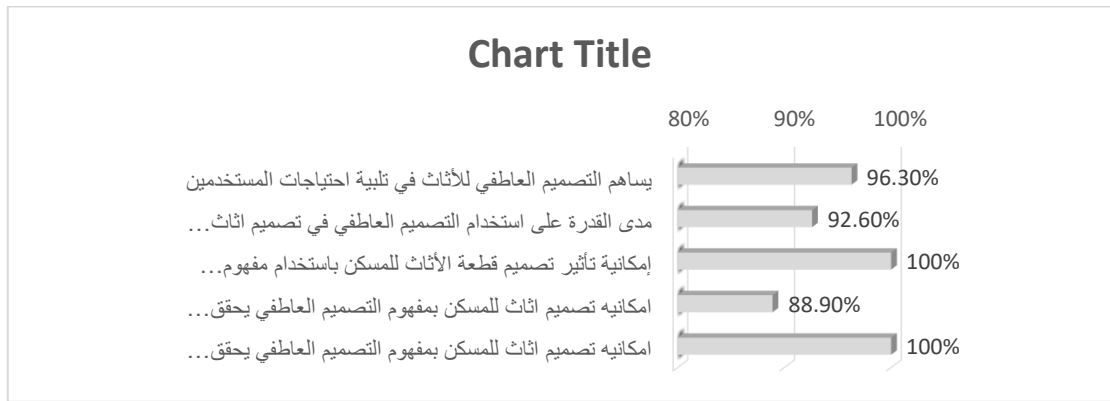 Chart Title
80% 90% 100%
يساهم التصميم العاطفي للأثاث في تلبية احتياجات المستخدمين 96.30%
مدى القدرة على استخدام التصميم العاطفي في تصميم اثاث... 92.60%
إمكانية تأثير تصميم قطعة الأثاث للمسكن باستخدام مفهوم... 100%
امكانيه تصميم اثاث للمسكن بمفهوم التصميم العاطفي يحقق... 88.90%
امكانيه تصميم اثاث للمسكن بمفهوم التصميم العاطفي يحقق... 100%